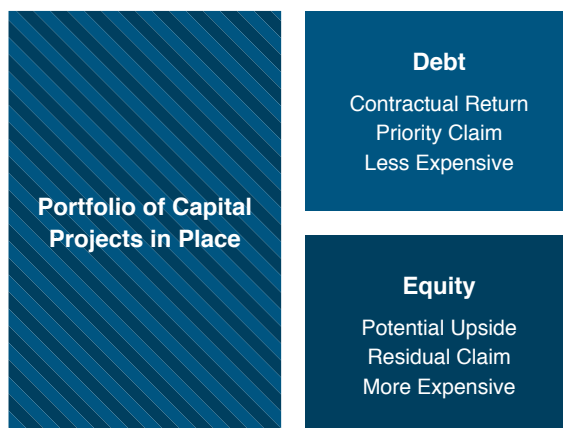 Portfolio of Capital
Projects in Place
Debt
Contractual Return
Priority Claim
Less Expensive
Equity
Potential Upside
Residual Claim
More Expensive